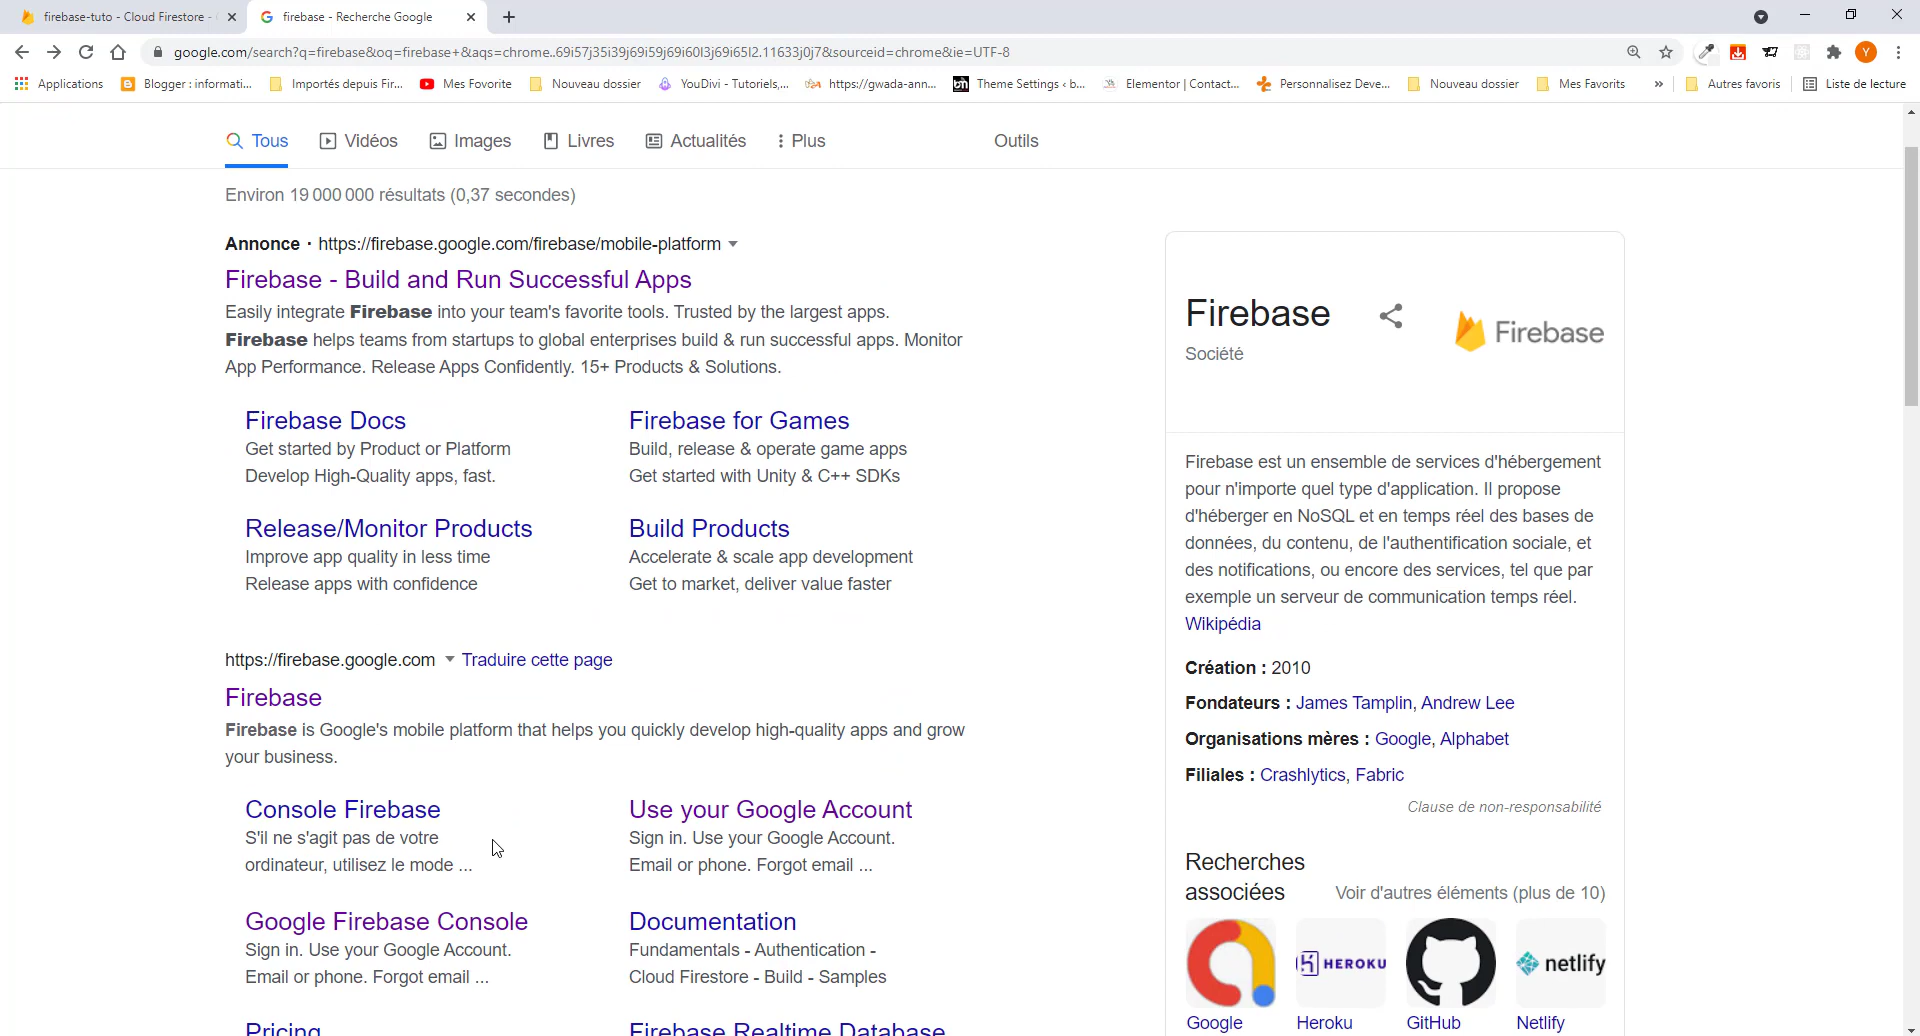 firebase-tuto - Cloud Firestore -
firebase - Recherche Google
google.com/search?q=firebase&oq=firebase+&aqs=chrome..69i57j35i39j69i59j69i60l3j69i65l2.11633j0j7&sourceid=chrome&ie=UTF-8
Y
Applications
Blogger : informati...
Importés depuis Fir...
Mes Fovorite
Nouveau dossier
YouDivi - Tutoriels,...
https://gwada-ann...
Theme Settings ‹ b...
Elementor | Contact...
Personnalisez Deve...
Nouveau dossier
Mes Favorits
»
Autres favoris
Liste de lecture
Tous
Vidéos
Images
Livres
Actualités
Plus
Outils
Environ 19 000 000 résultats (0,37 secondes)
Annonce · https://firebase.google.com/firebase/mobile-platform
Firebase - Build and Run Successful Apps
Easily integrate Firebase into your team's favorite tools. Trusted by the largest apps.
Firebase helps teams from startups to global enterprises build & run successful apps. Monitor
App Performance. Release Apps Confidently. 15+ Products & Solutions.
Firebase Docs
Get started by Product or Platform
Develop High-Quality apps, fast.
Firebase for Games
Build, release & operate game apps
Get started with Unity & C++ SDKs
Release/Monitor Products
Improve app quality in less time
Release apps with confidence
Build Products
Accelerate & scale app development
Get to market, deliver value faster
https://firebase.google.com
Traduire cette page
Firebase
Firebase is Google's mobile platform that helps you quickly develop high-quality apps and grow
your business.
Console Firebase
S'il ne s'agit pas de votre
ordinateur, utilisez le mode ...
Use your Google Account
Sign in. Use your Google Account.
Email or phone. Forgot email ...
Google Firebase Console
Sign in. Use your Google Account.
Email or phone. Forgot email ...
Documentation
Fundamentals - Authentication -
Cloud Firestore - Build - Samples
Pricing
Firebase Realtime Database
Firebase
Société
Firebase
Firebase est un ensemble de services d'hébergement
pour n'importe quel type d'application. Il propose
d'héberger en NoSQL et en temps réel des bases de
données, du contenu, de l'authentification sociale, et
des notifications, ou encore des services, tel que par
exemple un serveur de communication temps réel.
Wikipédia
Création : 2010
Fondateurs : James Tamplin, Andrew Lee
Organisations mères : Google, Alphabet
Filiales : Crashlytics, Fabric
Clause de non-responsabilité
Recherches
associées
Voir d'autres éléments (plus de 10)
HEROKU
netlify
Google
Heroku
GitHub
Netlify